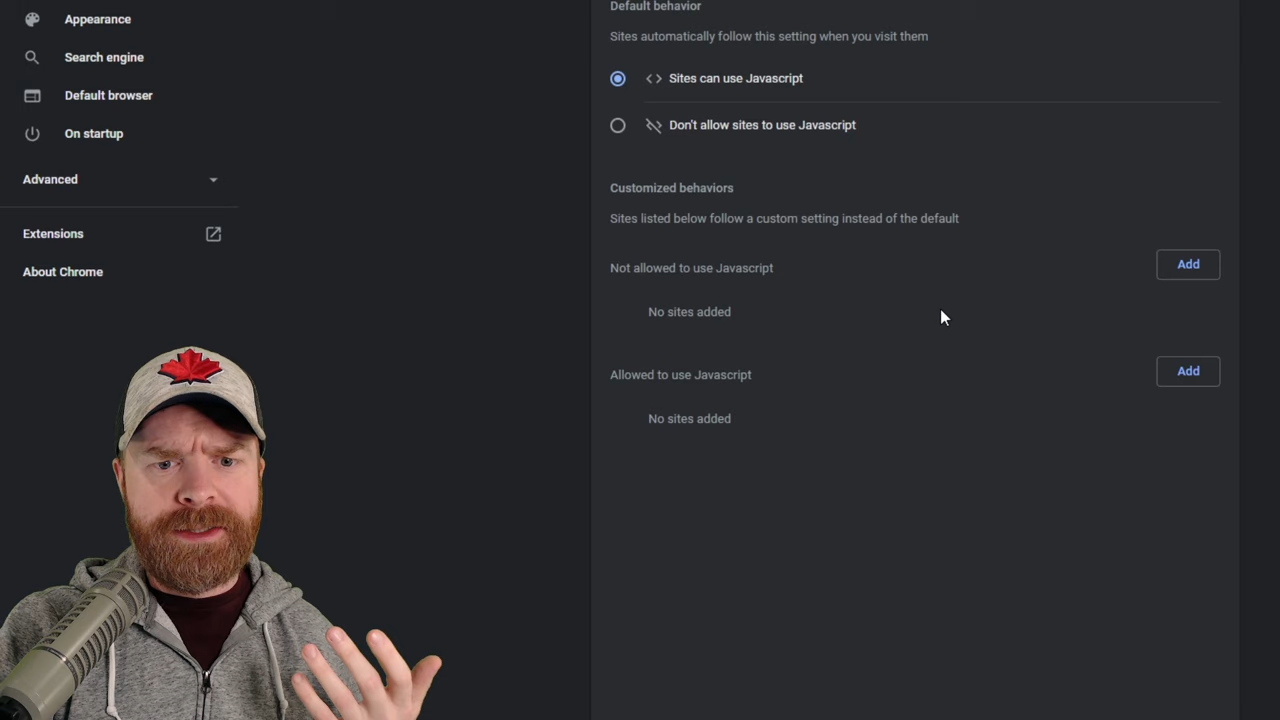 Appearance
Search engine
Default browser
On startup
Advanced
Extensions
About Chrome
Default behavior
Sites automatically follow this setting when you visit them
Sites can use Javascript
Don't allow sites to use Javascript
Customized behaviors
Sites listed below follow a custom setting instead of the default
Not allowed to use Javascript
Add
No sites added
Allowed to use Javascript
Add
No sites added